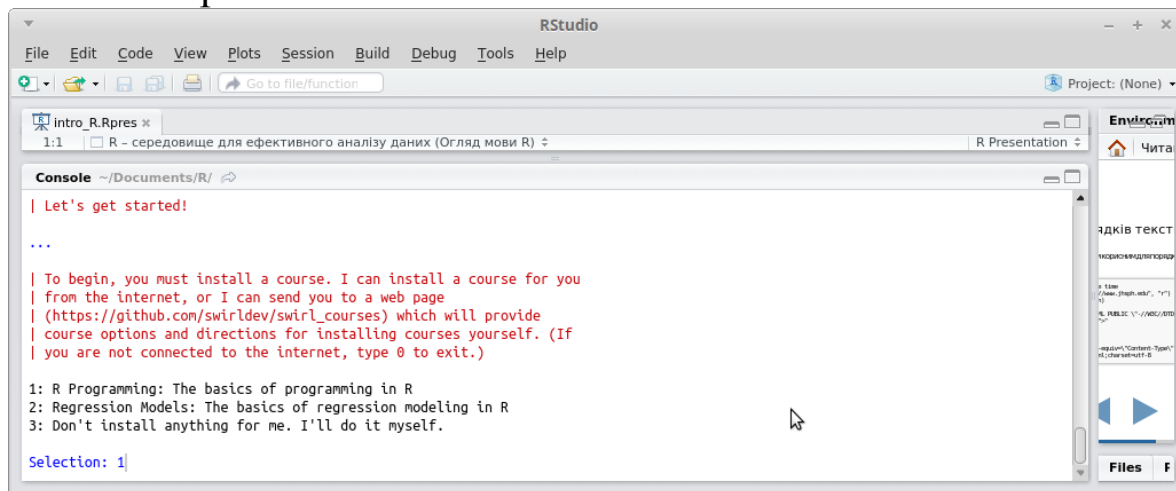 RStudio
File Edit Code View Plots Session Build Debug Tools Help
Go to file/function
Project: (None)
intro_R.Rpres
1:1 R – середовище для ефективного аналізу даних (Огляд мови R)
R Presentation
Environm
Чита
Console ~/Documents/R/
| Let's get started!
...
| To begin, you must install a course. I can install a course for you
| from the internet, or I can send you to a web page
| (https://github.com/swirldev/swirl_courses) which will provide
| course options and directions for installing courses yourself. (If
| you are not connected to the internet, type 0 to exit.)
1: R Programming: The basics of programming in R
2: Regression Models: The basics of regression modeling in R
3: Don't install anything for me. I'll do it myself.
Selection: 1
ядків текст
Files